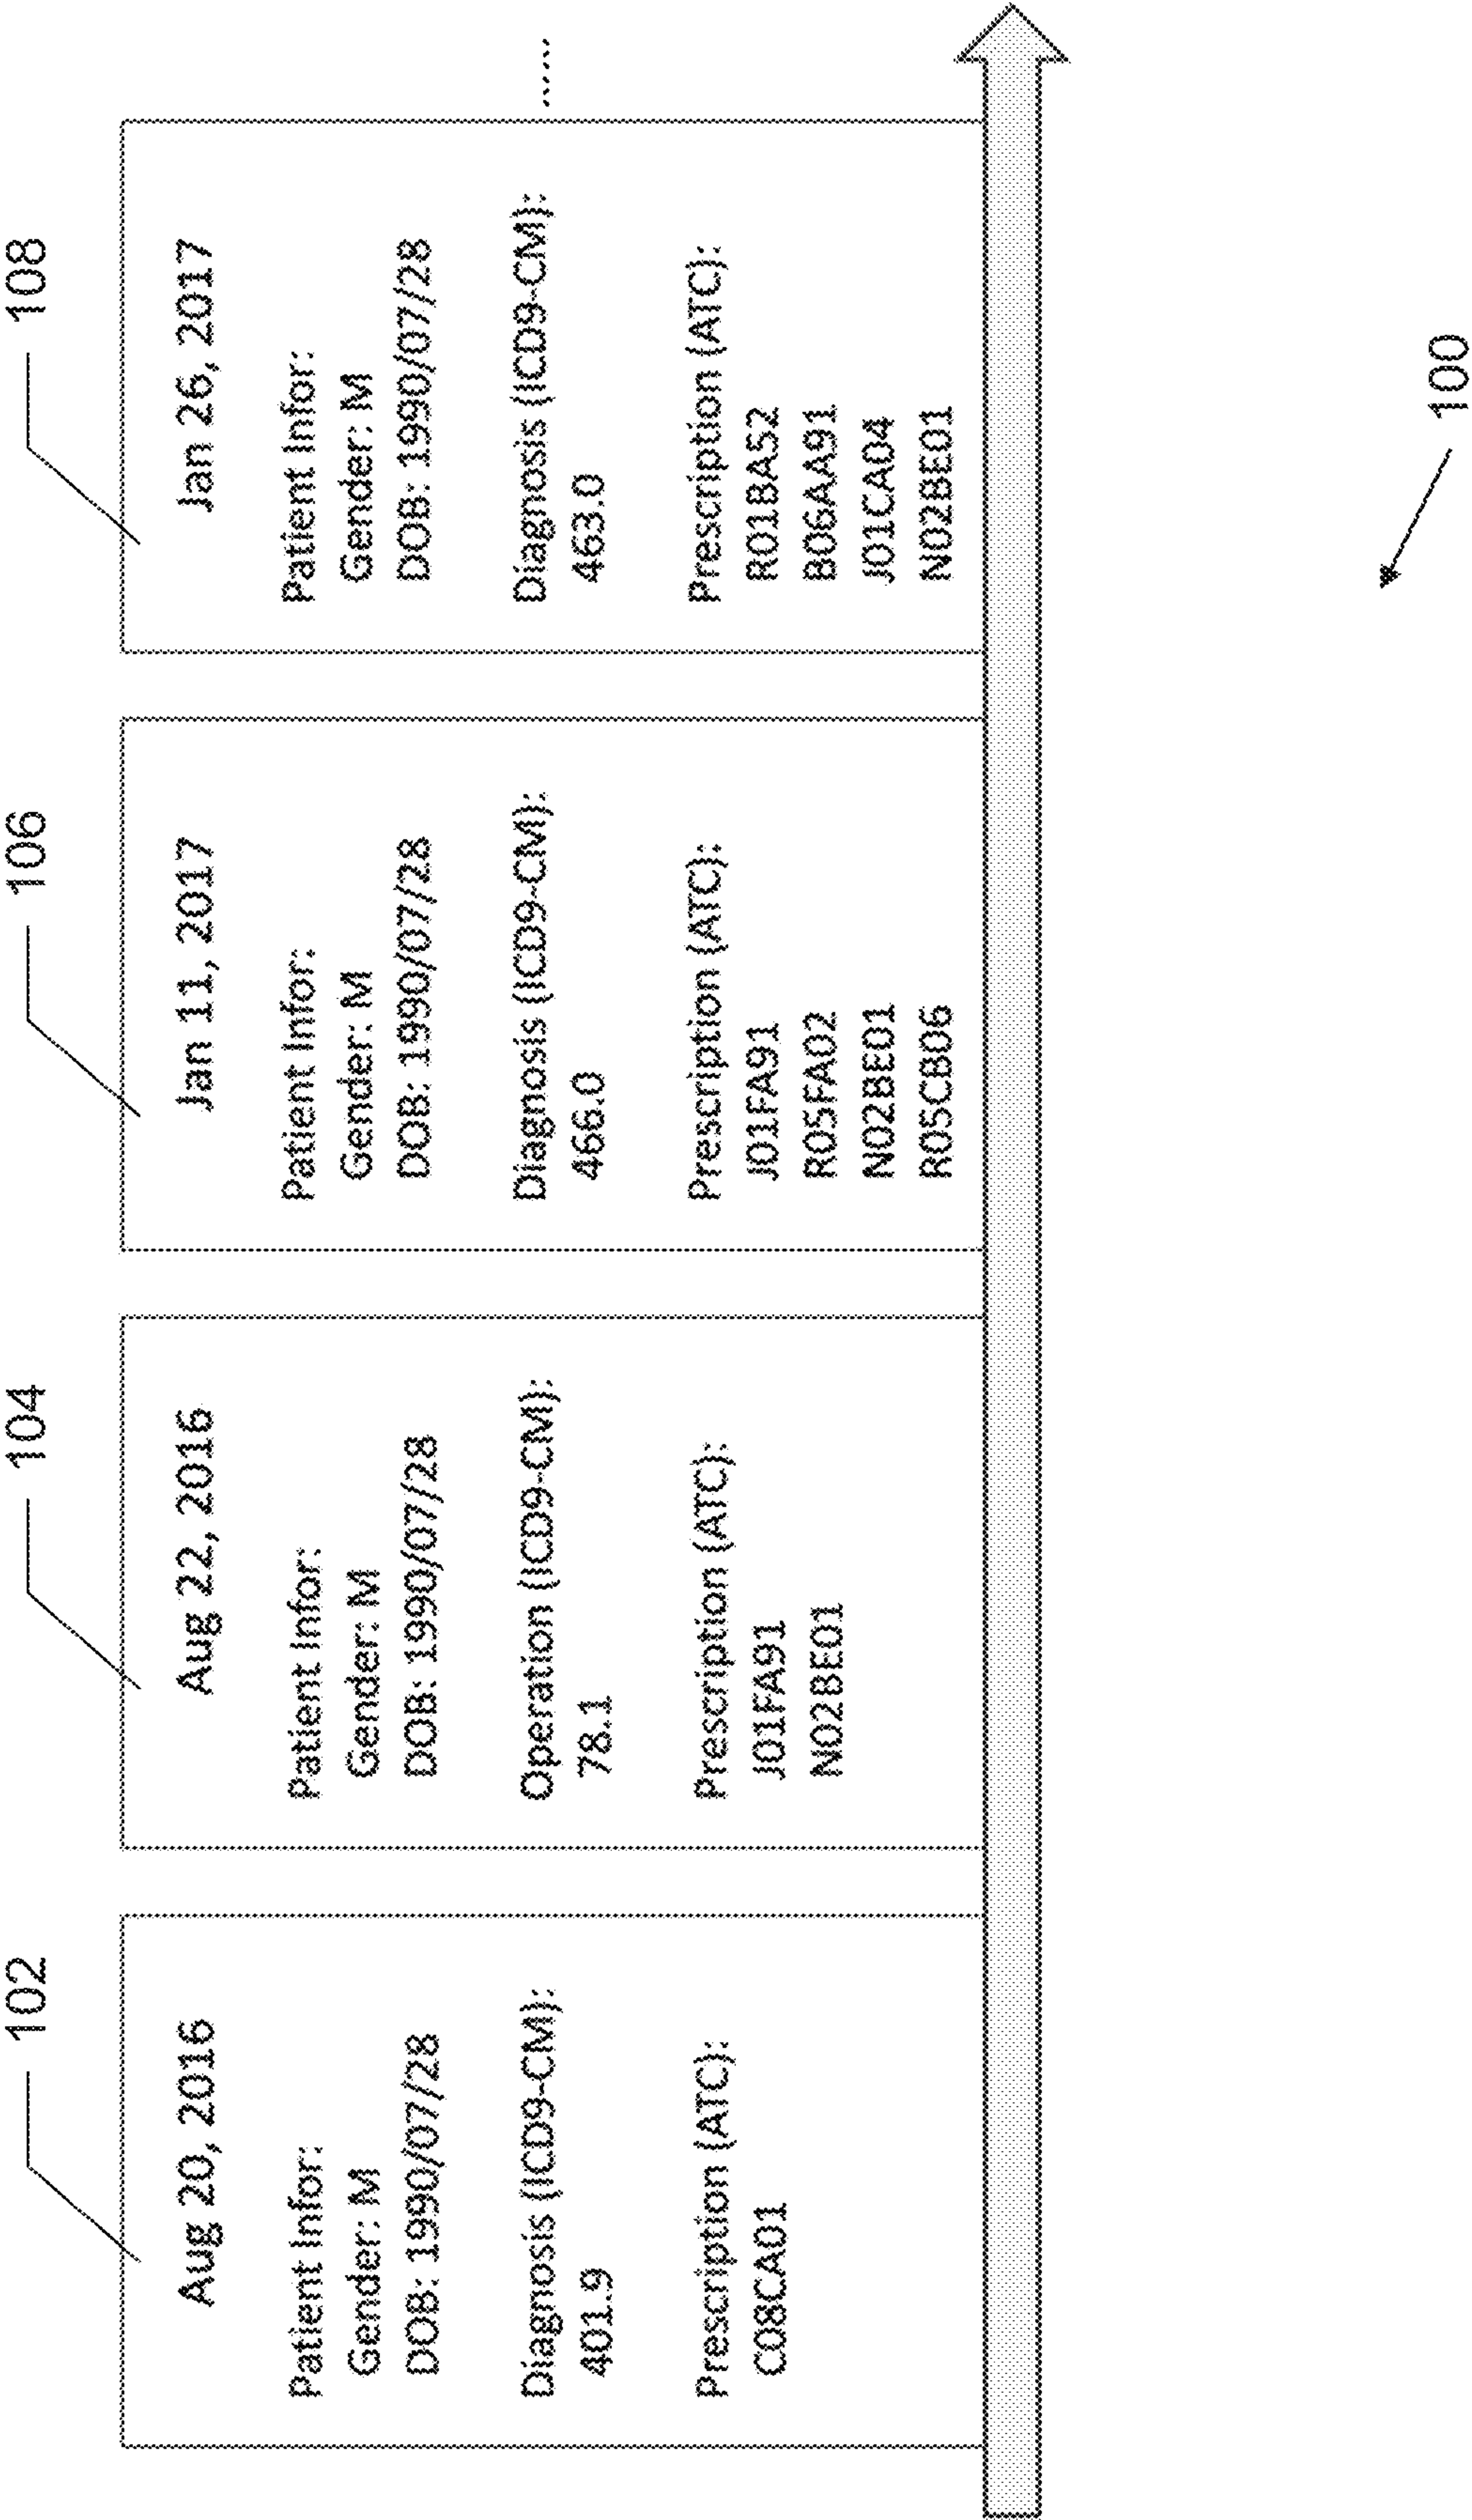 102
Aug 20, 2016
Patient Infor:
Gender: M
DOB: 1990/07/28
Diagnosis (ICD9-CM):
401.9
Prescription (ATC):
C08CA01
104
Aug 22, 2016
Patient Infor:
Gender: M
DOB: 1990/07/28
Operation (ICD9-CM):
78.1
Prescription (ATC):
J01FA91
N02BE01
106
Jan 11, 2017
Patient Infor:
Gender: M
DOB: 1990/07/28
Diagnosis (ICD9-CM):
466.0
Prescription (ATC):
J01FA91
R05FA02
N02BE01
R05CB06
108
Jan 26, 2017
Patient Infor:
Gender: M
DOB: 1990/07/28
Diagnosis (ICD9-CM):
463.0
Prescription (ATC):
R01BA52
B06AA91
J01CA04
N02BE01
.....
100